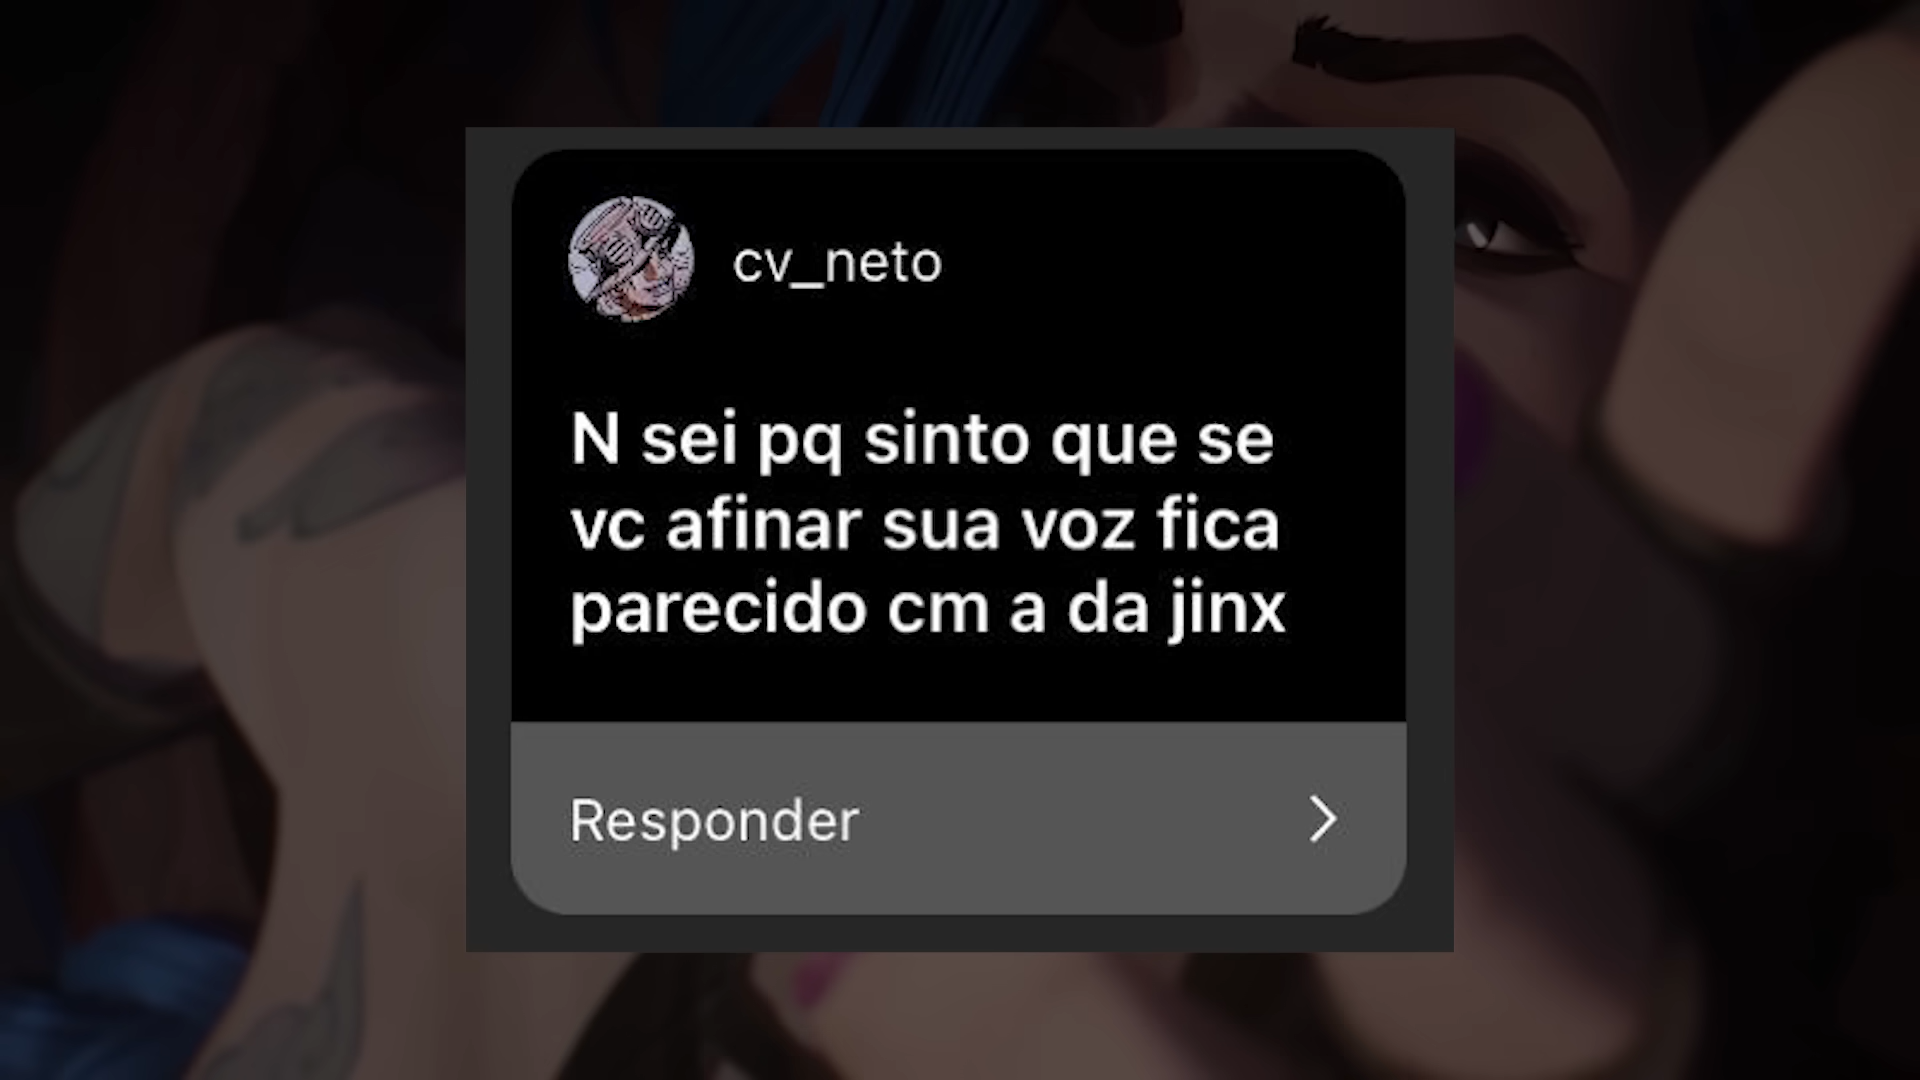 cv_neto
N sei pq sinto que se
vc afinar sua voz fica
parecido cm a da jinx
Responder